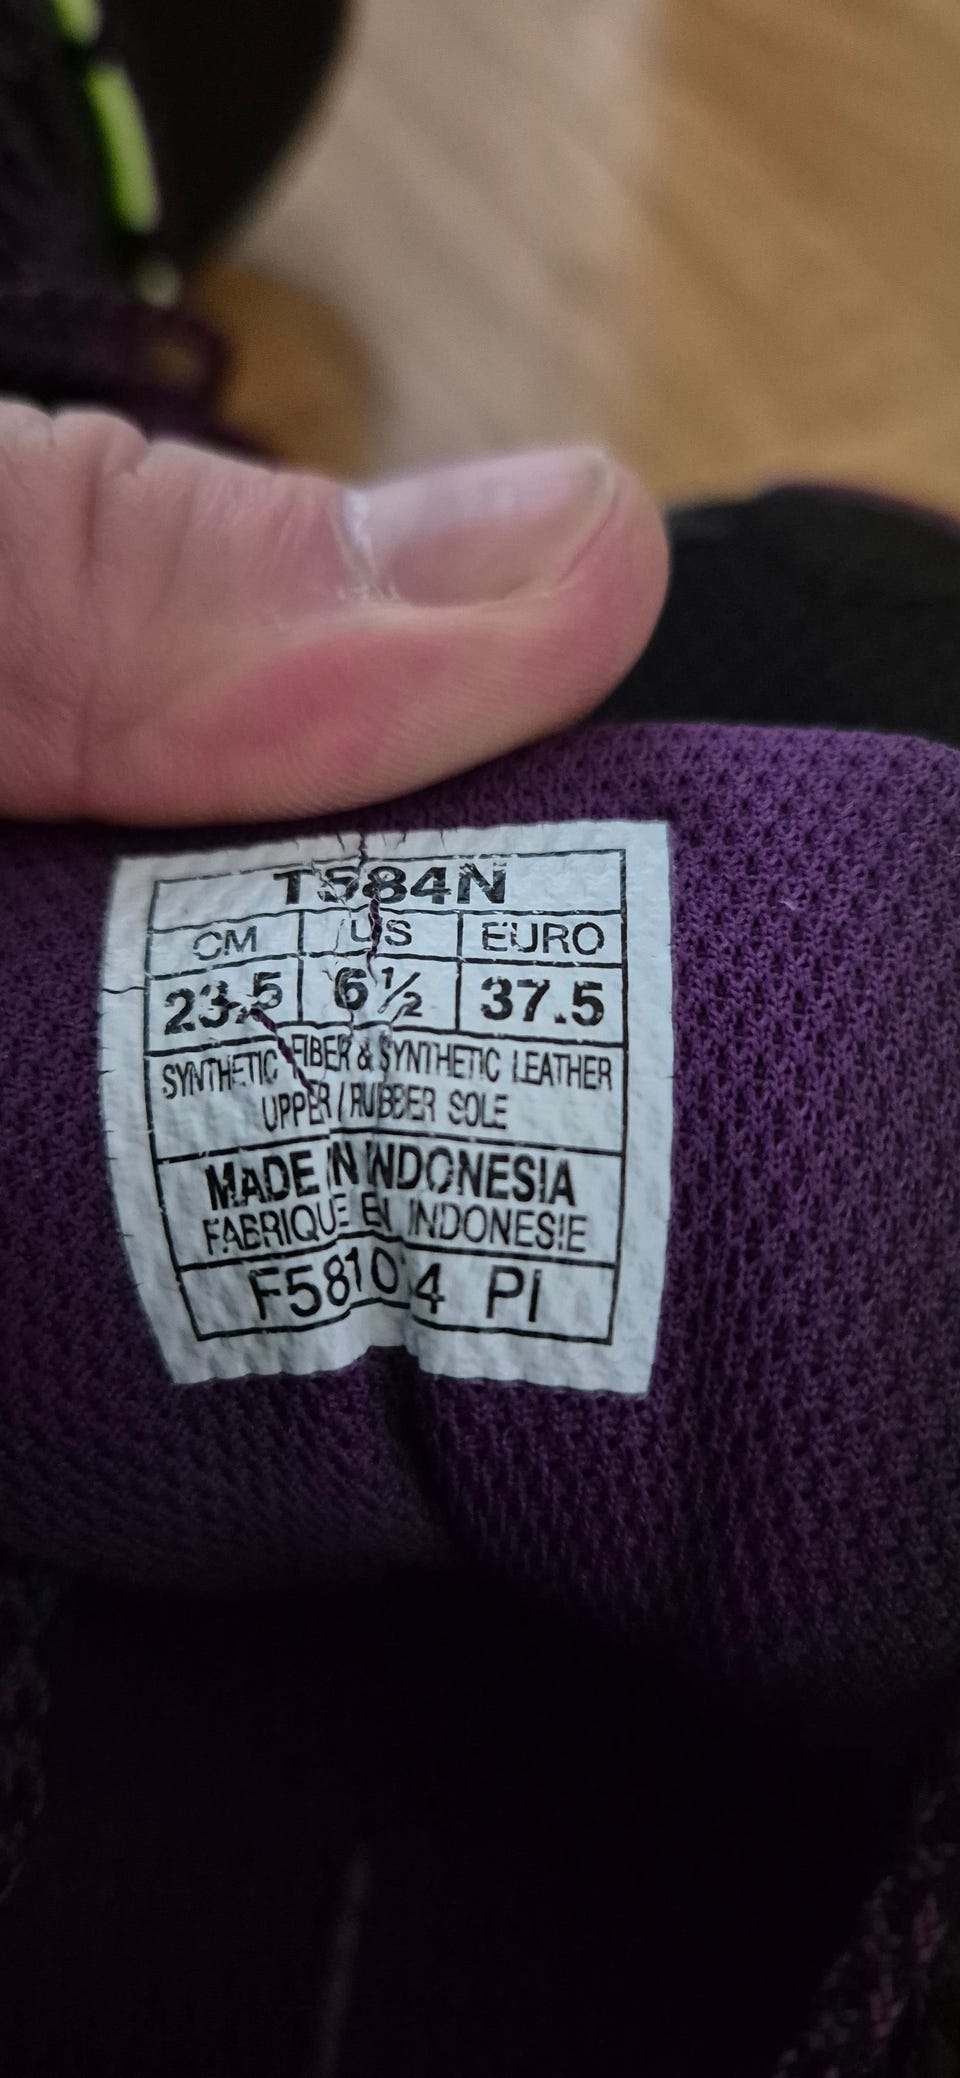 T584N
CM US EURO
23.5 6½ 37.5
SYNTHETIC FIBER & SYNTHETIC LEATHER
UPPER / RUBBER SOLE
MADE IN INDONESIA
FABRIQUE EN INDONESIE
PI